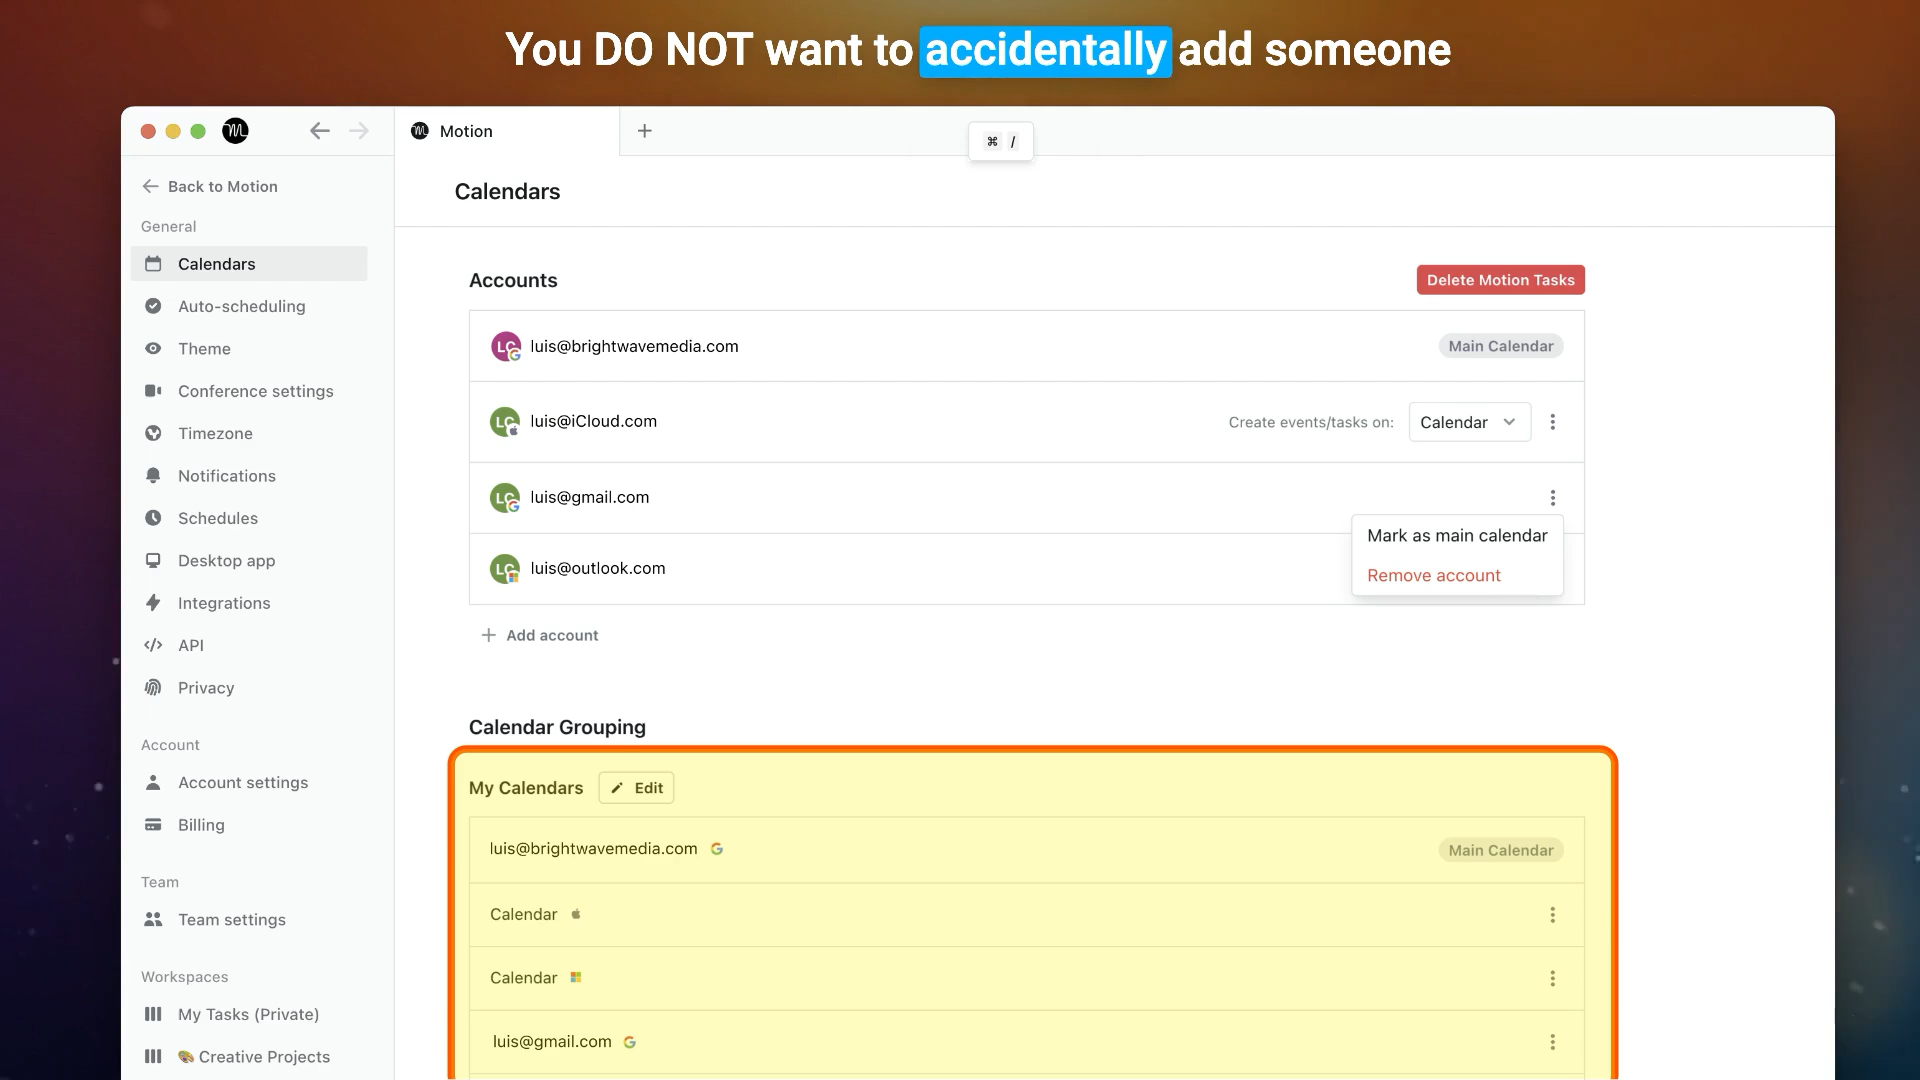 You DO NOT want to accidentally add someone
Motion
⌘ /
Back to Motion
General
Calendars
Auto-scheduling
Theme
Conference settings
Timezone
Notifications
Schedules
Desktop app
Integrations
API
Privacy
Account
Account settings
Billing
Team
Team settings
Workspaces
My Tasks (Private)
Creative Projects
Calendars
Accounts
Delete Motion Tasks
LC luis@brightwavemedia.com Main Calendar
LC luis@iCloud.com Create events/tasks on: Calendar
LC luis@gmail.com
Mark as main calendar
Remove account
LC luis@outlook.com
Add account
Calendar Grouping
My Calendars Edit
luis@brightwavemedia.com Main Calendar
Calendar
Calendar
luis@gmail.com